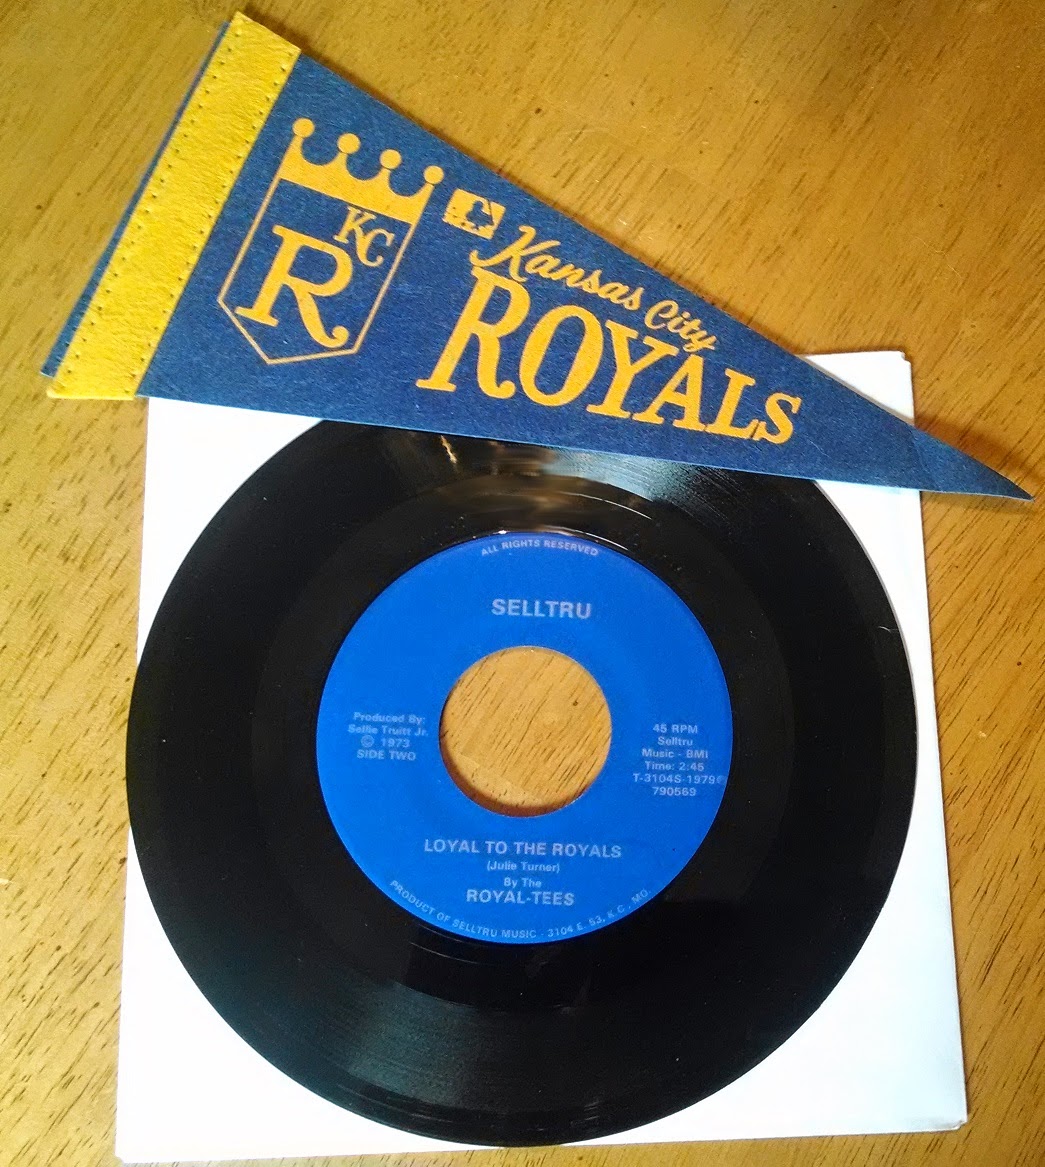 KC
R
Kansas City
ROYALS
ALL RIGHTS RESERVED
SELLTRU
Produced By:
Sellie Truitt Jr.
© 1973
SIDE TWO
45 RPM
Selltru
Music - BMI
Time: 2:45
T-3104S-1979℗
790569
LOYAL TO THE ROYALS
(Julie Turner)
By The
ROYAL-TEES
PRODUCT OF SELLTRU MUSIC - 3104 E. 53, K.C., MO.